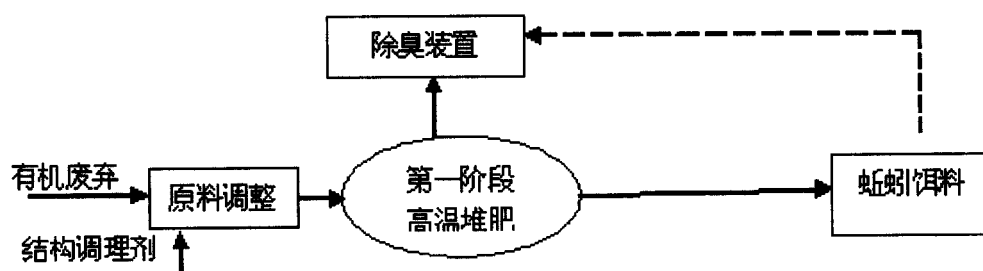 除臭装置
有机废弃
原料调整
第一阶段
高温堆肥
蚯蚓饵料
结构调理剂